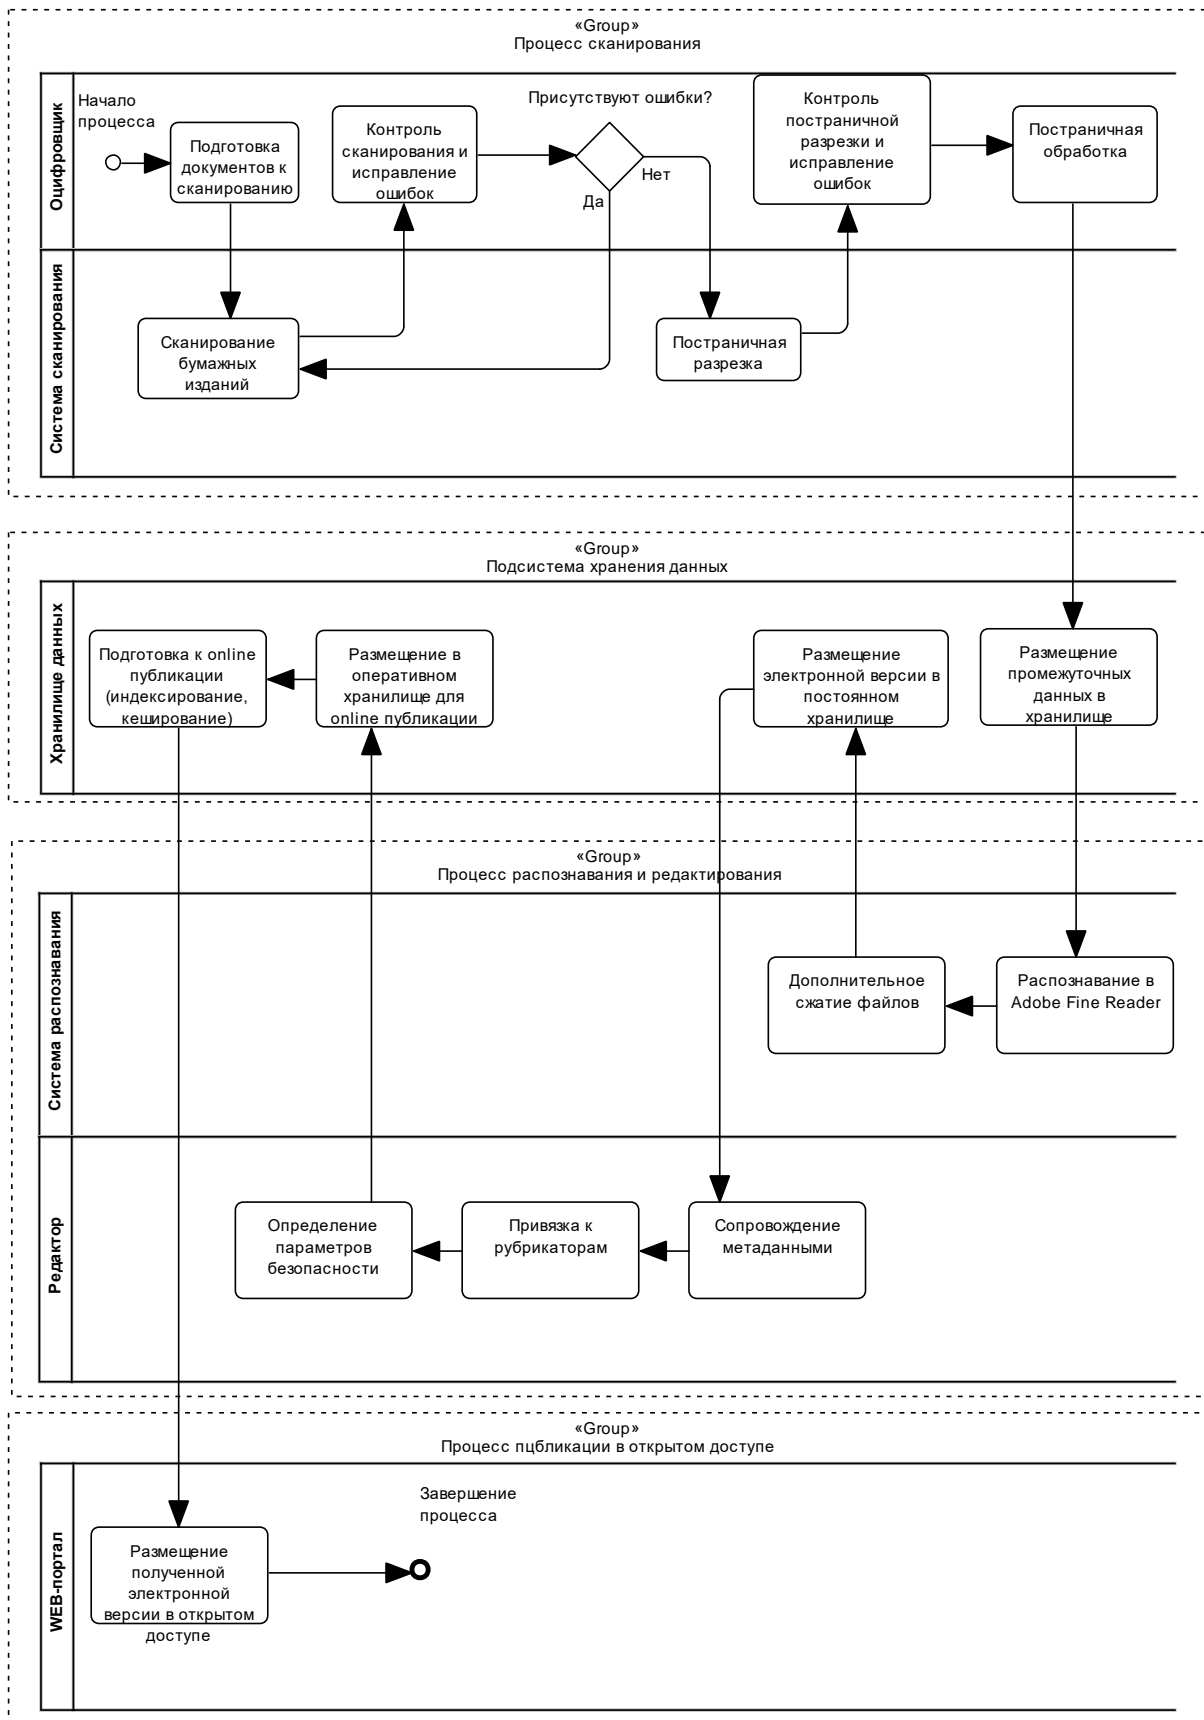 «Group»
Процесс сканирования
Оцифровщик
Начало
процесса
Подготовка
документов к
сканированию
Контроль
сканирования и
исправление
ошибок
Присутствуют ошибки?
Да
Нет
Контроль
постраничной
разрезки и
исправление
ошибок
Постраничная
обработка
Система сканирования
Сканирование
бумажных
изданий
Постраничная
разрезка
«Group»
Подсистема хранения данных
Хранилище данных
Подготовка к online
публикации
(индексирование,
кеширование)
Размещение в
оперативном
хранилище для
online публикации
Размещение
электронной версии в
постоянном
хранилище
Размещение
промежуточных
данных в
хранилище
«Group»
Процесс распознавания и редактирования
Система распознавания
Дополнительное
сжатие файлов
Распознавание в
Adobe Fine Reader
Редактор
Определение
параметров
безопасности
Привязка к
рубрикаторам
Сопровождение
метаданными
«Group»
Процесс пцбликации в открытом доступе
WEB-портал
Размещение
полученной
электронной
версии в открытом
доступе
Завершение
процесса